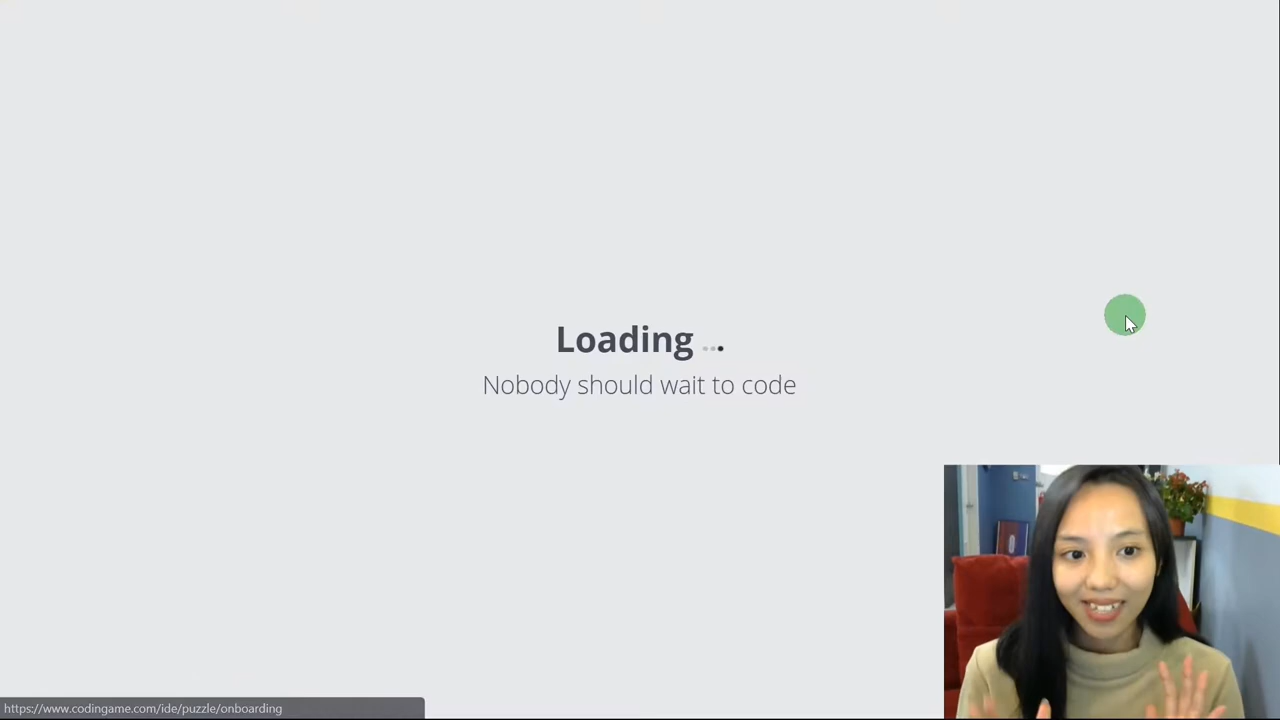 Loading ...
Nobody should wait to code
https://www.codingame.com/ide/puzzle/onboarding